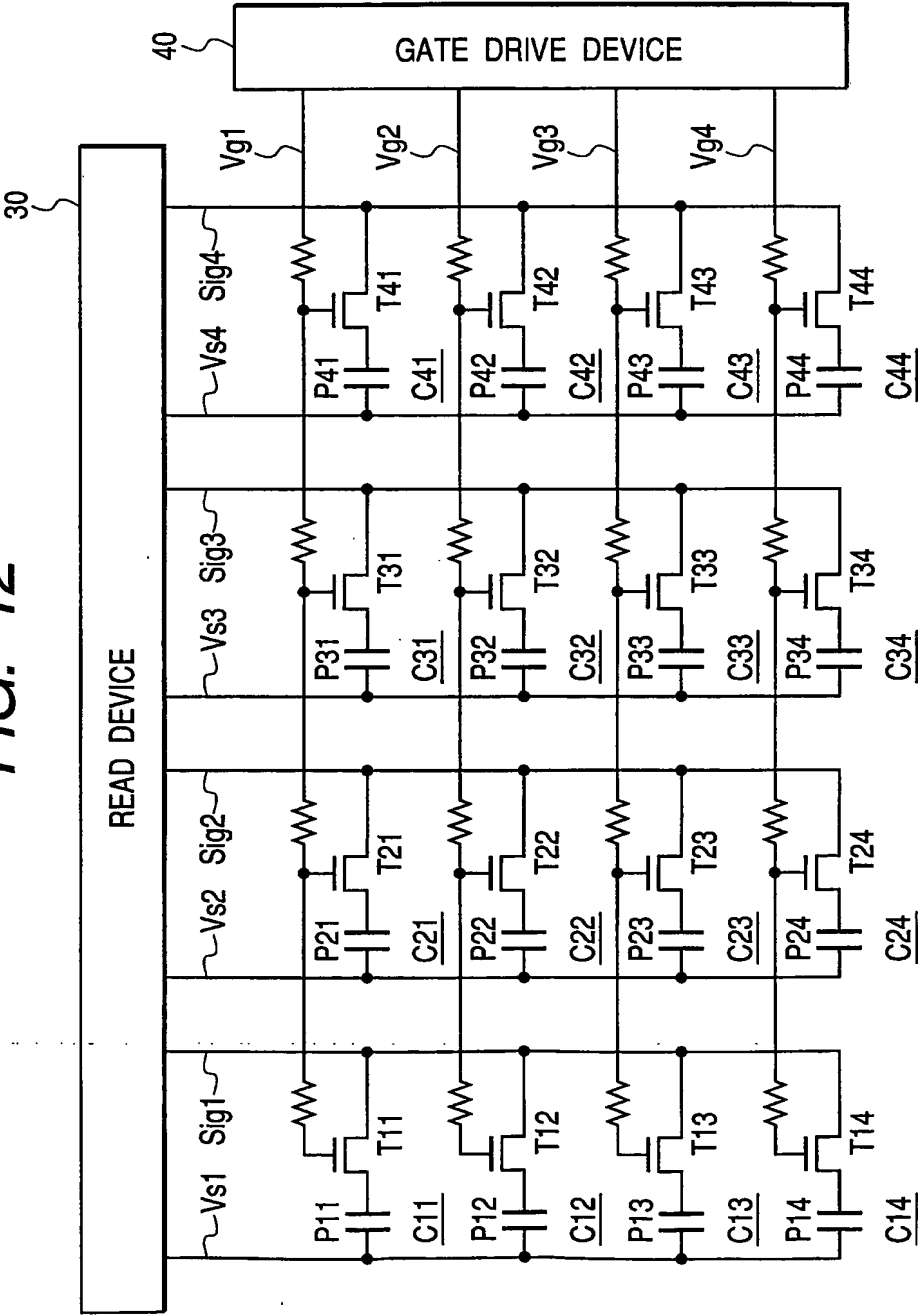 FIG. 12
30
READ DEVICE
40
GATE DRIVE DEVICE
Vs1 Sig1 Vs2 Sig2 Vs3 Sig3 Vs4 Sig4
Vg1
P11 T11 P21 T21 P31 T31 P41 T41
C11 C21 C31 C41
Vg2
P12 T12 P22 T22 P32 T32 P42 T42
C12 C22 C32 C42
Vg3
P13 T13 P23 T23 P33 T33 P43 T43
C13 C23 C33 C43
Vg4
P14 T14 P24 T24 P34 T34 P44 T44
C14 C24 C34 C44